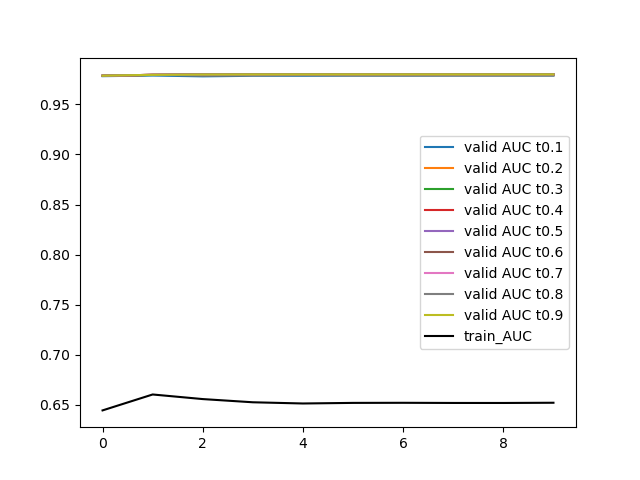 0.95
0.90
0.85
0.80
0.75
0.70
0.65
0 2 4 6 8
valid AUC t0.1
valid AUC t0.2
valid AUC t0.3
valid AUC t0.4
valid AUC t0.5
valid AUC t0.6
valid AUC t0.7
valid AUC t0.8
valid AUC t0.9
train_AUC